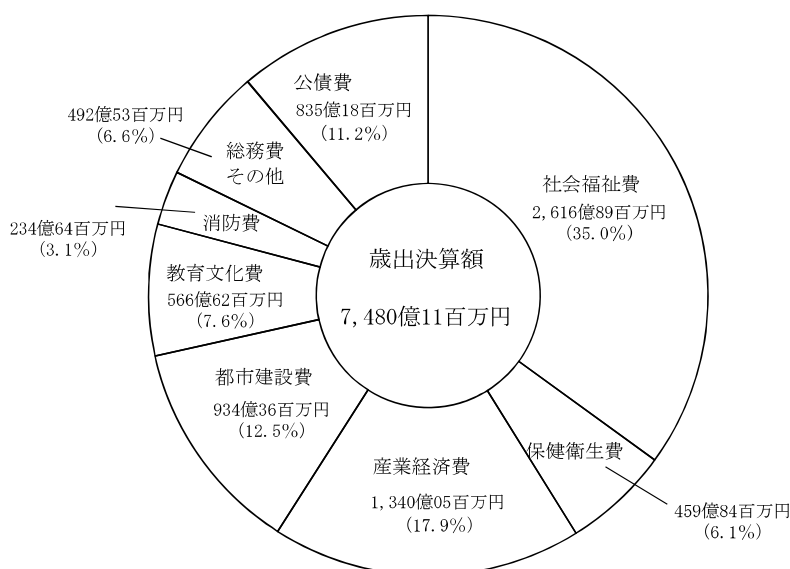 公債費
835億18百万円
(11.2%)
492億53百万円
(6.6%)
総務費
その他
社会福祉費
2,616億89百万円
(35.0%)
消防費
234億64百万円
(3.1%)
歳出決算額
7,480億11百万円
教育文化費
566億62百万円
(7.6%)
都市建設費
934億36百万円
(12.5%)
保健衛生費
459億84百万円
(6.1%)
産業経済費
1,340億05百万円
(17.9%)